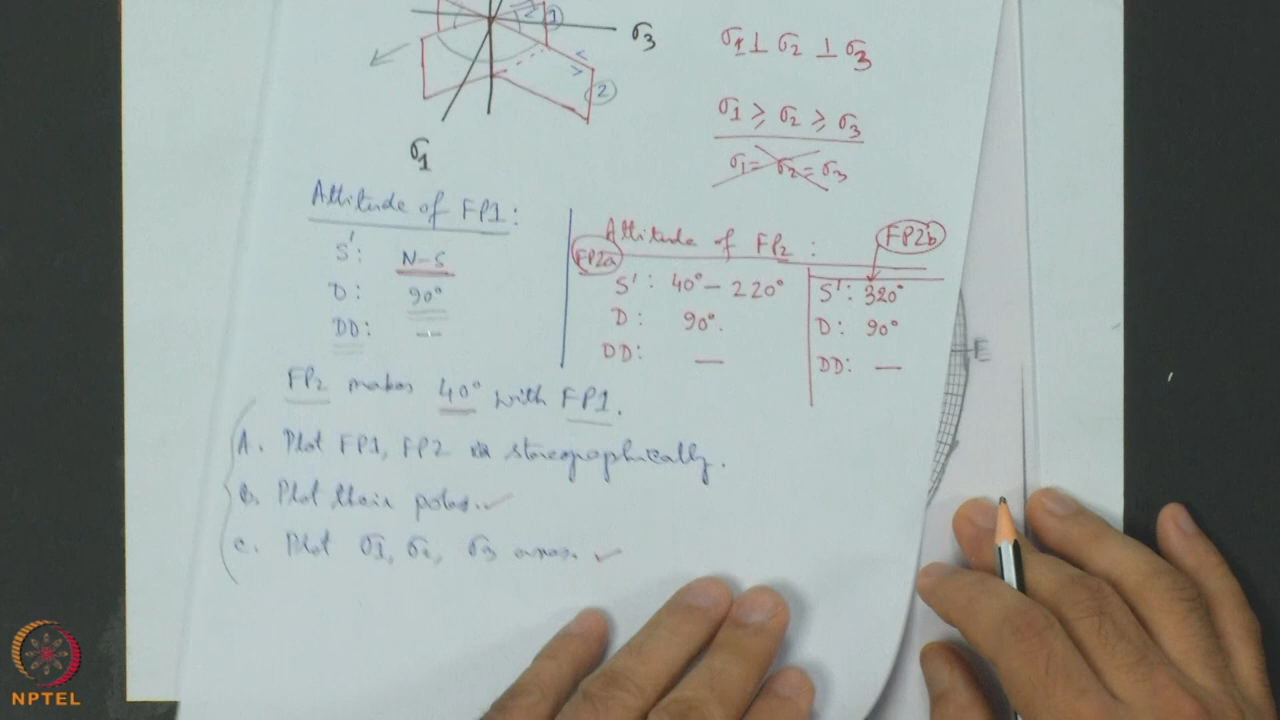 1
σ3
2
σ1
σ1 ⊥ σ2 ⊥ σ3
σ1 ⩾ σ2 ⩾ σ3
σ1 = σ2 = σ3
Attitude of FP1:
S': N-S
D: 90°
DD: --
Attitude of FP2:
FP2a
FP2b
S': 40° - 220°
D: 90°.
DD: —
S': 320°
D: 90°
DD: —
E
FP2 makes 40° with FP1.
A. Plot FP1, FP2 stereographically.
B. Plot their poles.
C. Plot σ1, σ2, σ3 axes.
NPTEL